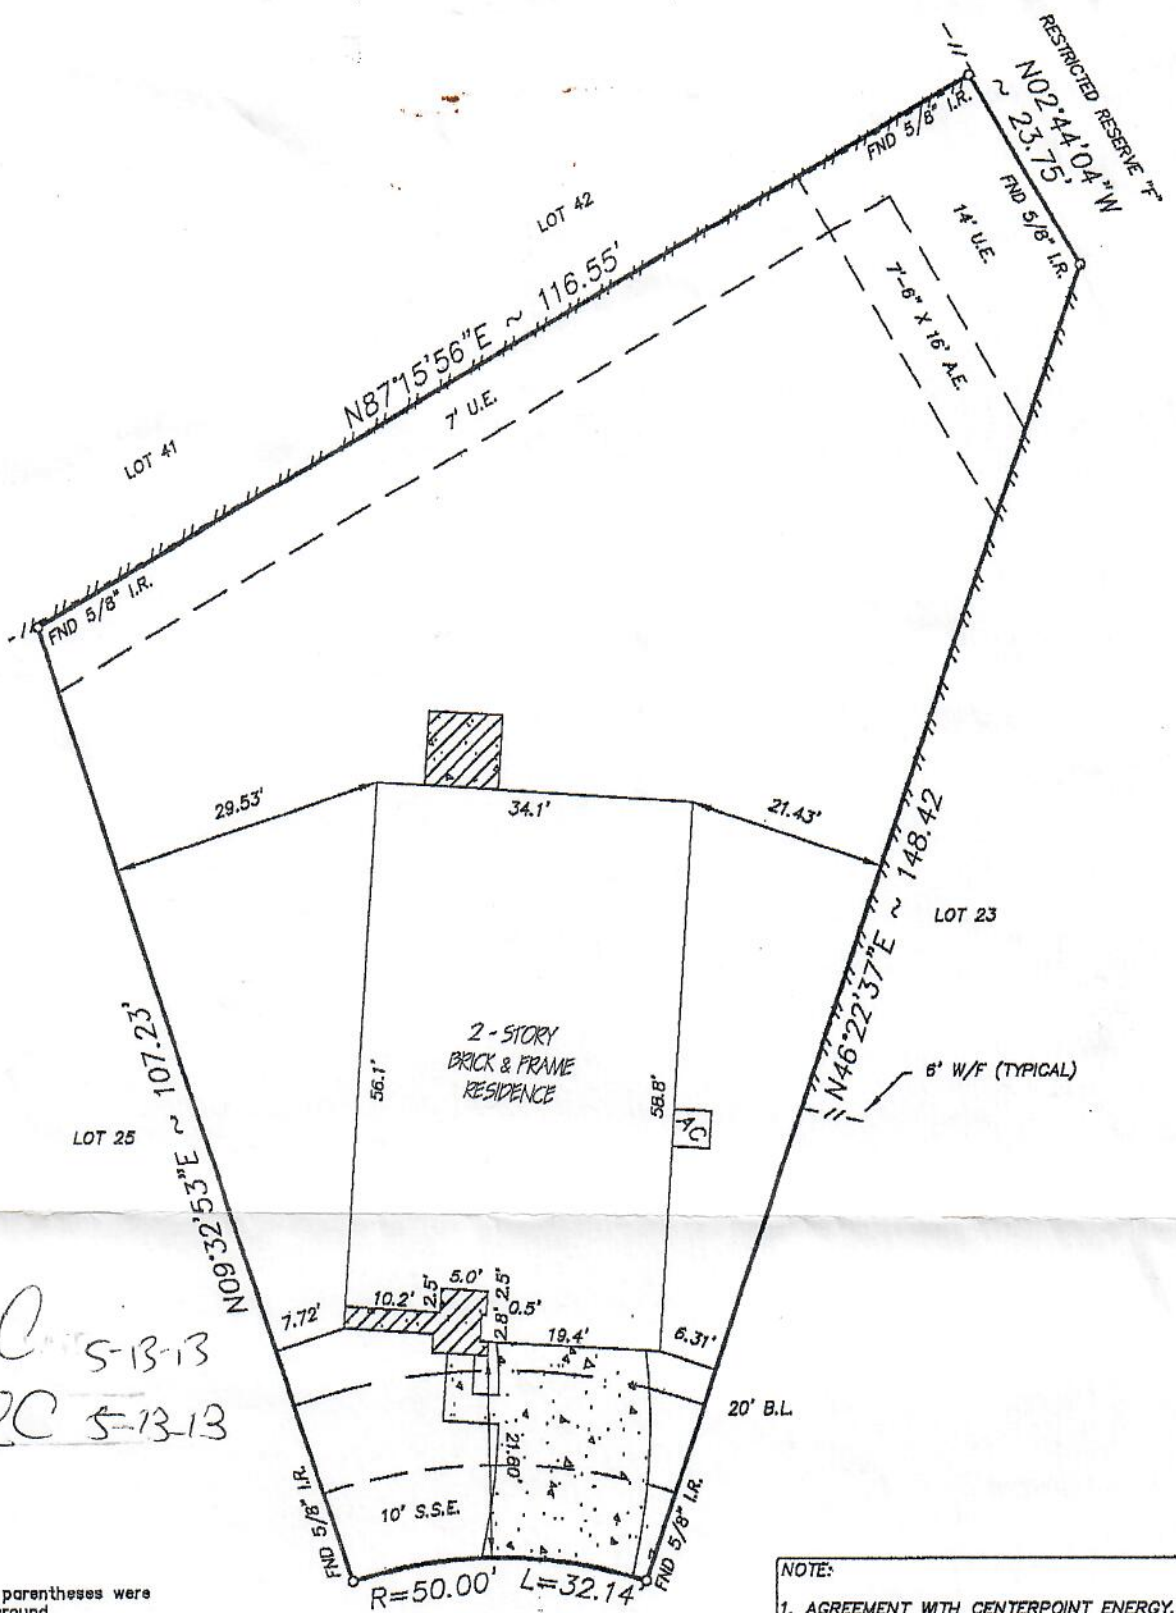 RESTRICTED RESERVE "F"
N02°44'04"W
~ 23.75'
FND 5/8" I.R.
FND 5/8" I.R.
LOT 42
14' U.E.
7'-6" X 16' A.E.
N87°15'56"E ~ 116.55'
7' U.E.
LOT 41
FND 5/8" I.R.
29.53'
34.1'
21.43'
N46°22'37"E ~ 148.42
LOT 23
2-STORY
BRICK & FRAME
RESIDENCE
56.1'
58.8'
6' W/F (TYPICAL)
AC
LOT 25
N09°32'53"E ~ 107.23'
7.72'
10.2'
2.5'
5.0'
2.5'
0.5'
2.8'
19.4'
6.31'
C 5-13-13
C 5-13-13
20' B.L.
21.60'
10' S.S.E.
FND 5/8" I.R.
FND 5/8" I.R.
R=50.00' L=32.14'
parentheses were
NOTE:
1. AGREEMENT WITH CENTERPOINT ENERGY,